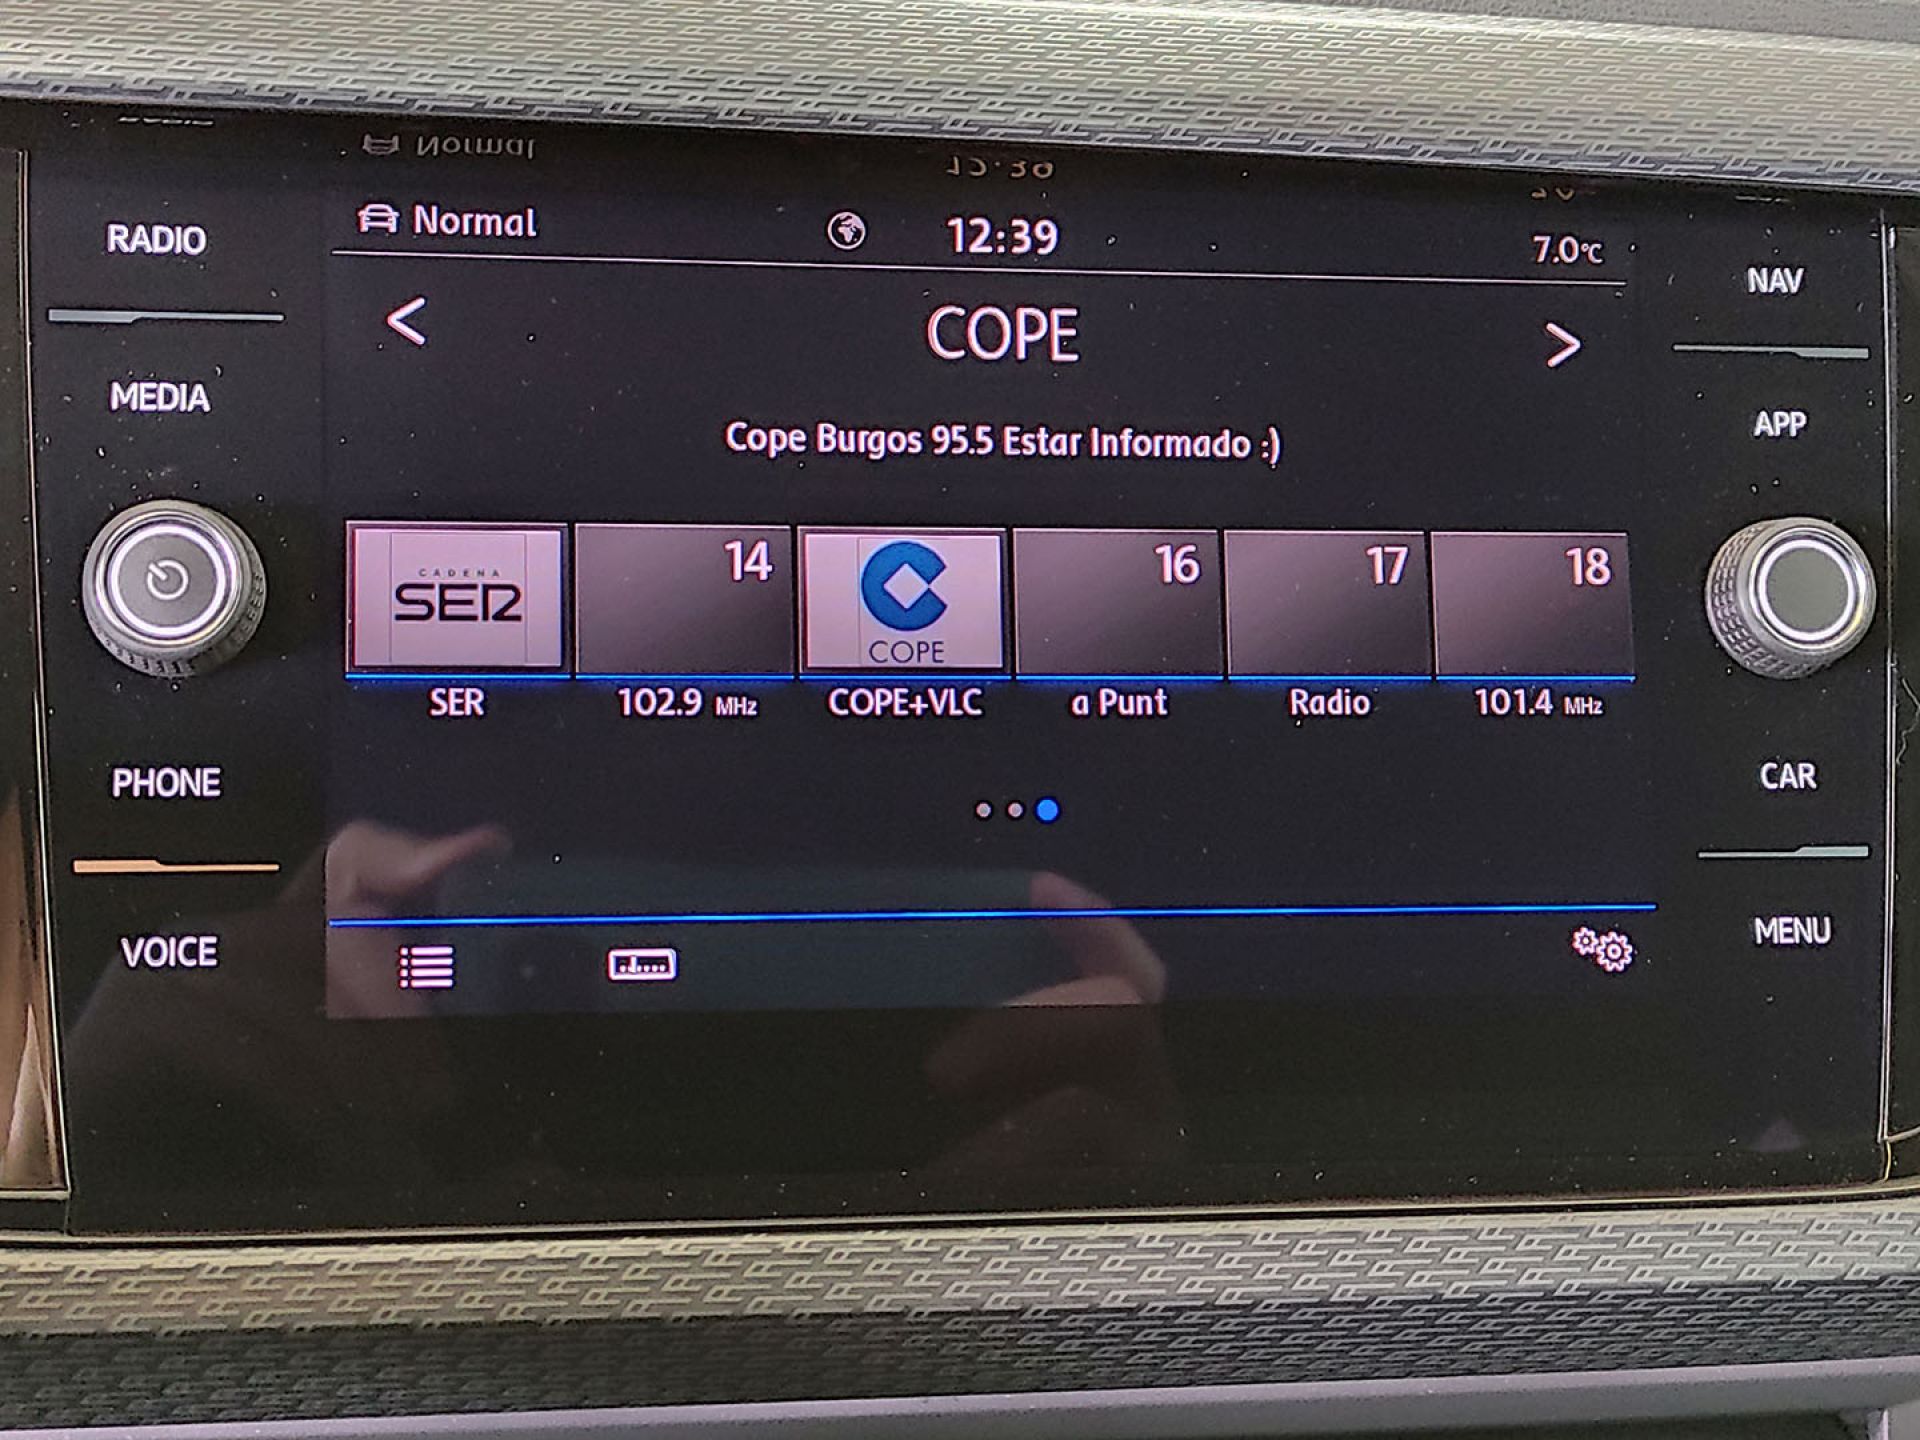 RADIO
MEDIA
PHONE
VOICE
Normal
12:39
7.0°C
<
COPE
>
Cope Burgos 95.5 Estar Informado :)
CADENA
SER
14
COPE
16
17
18
SER
102.9 MHz
COPE+VLC
a Punt
Radio
101.4 MHz
NAV
APP
CAR
MENU